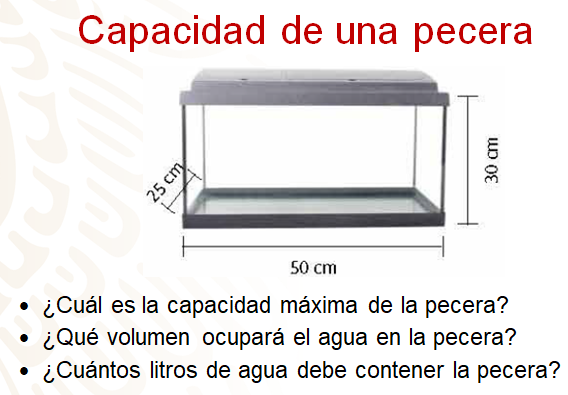 Capacidad de una pecera
25 cm
30 cm
50 cm
• ¿Cuál es la capacidad máxima de la pecera?
• ¿Qué volumen ocupará el agua en la pecera?
• ¿Cuántos litros de agua debe contener la pecera?